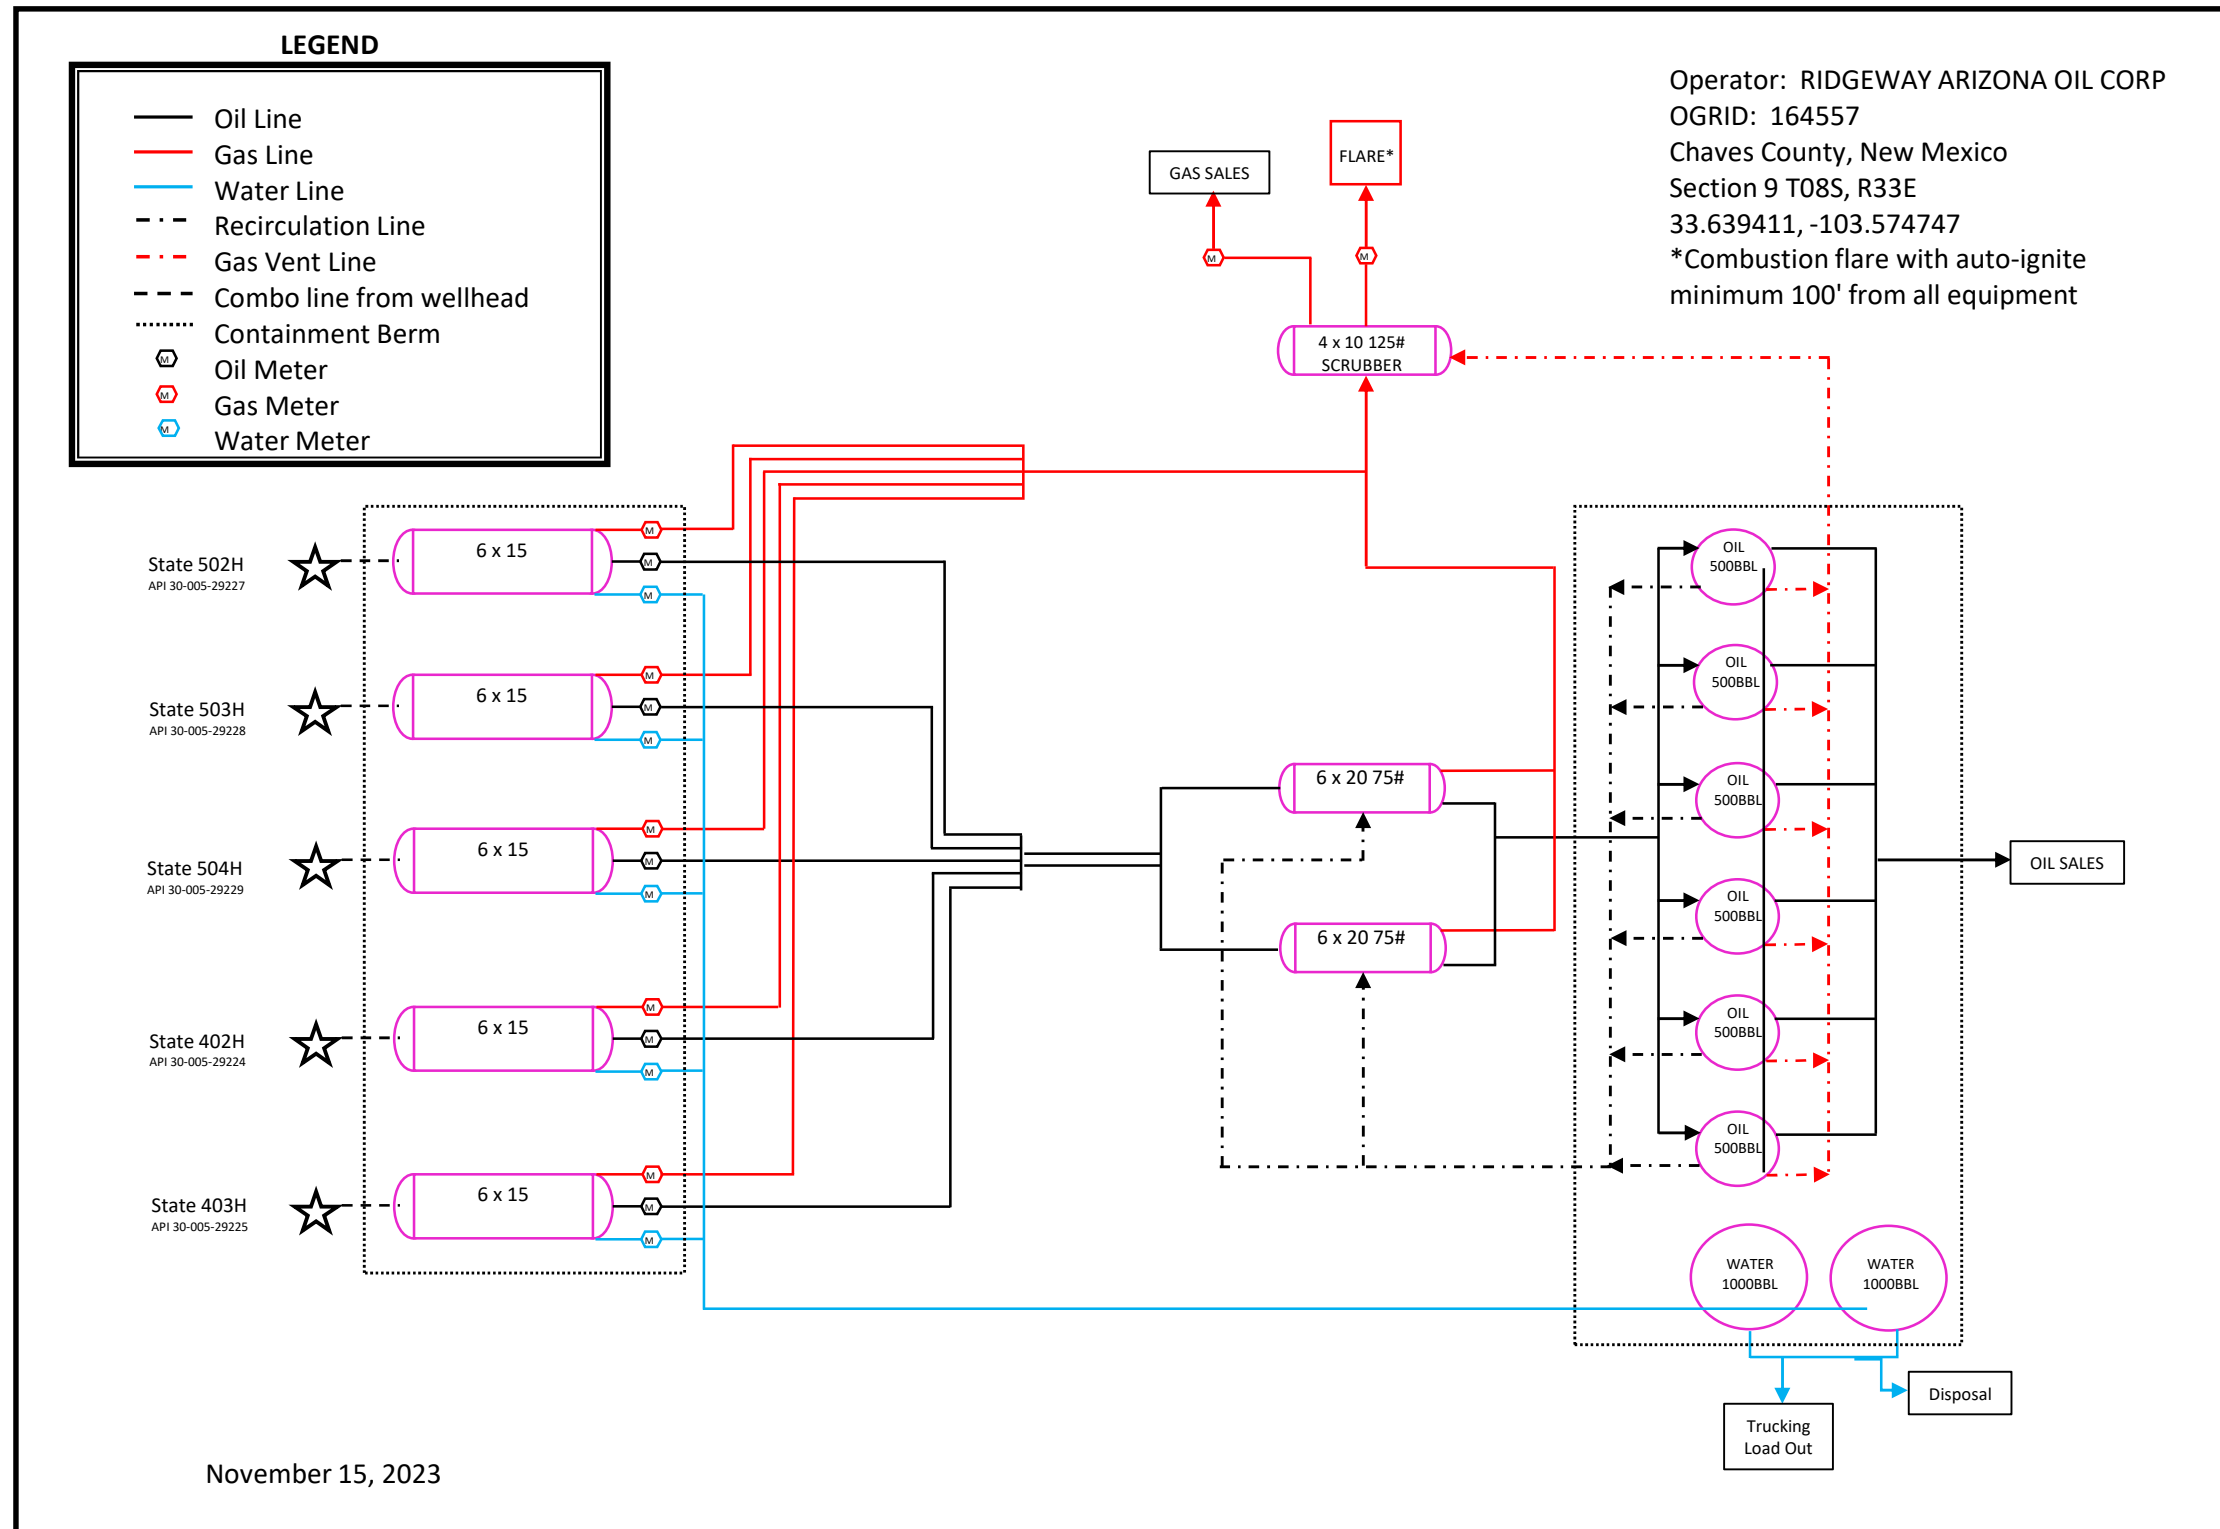 LEGEND
Oil Line
Gas Line
Water Line
Recirculation Line
Gas Vent Line
Combo line from wellhead
Containment Berm
M
Oil Meter
M
Gas Meter
M
Water Meter
Operator: RIDGEWAY ARIZONA OIL CORP
OGRID: 164557
Chaves County, New Mexico
Section 9 T08S, R33E
33.639411, -103.574747
*Combustion flare with auto-ignite
minimum 100' from all equipment
GAS SALES
FLARE*
M
M
4 x 10 125#
SCRUBBER
State 502H
API 30-005-29227
6 x 15
M
M
M
State 503H
API 30-005-29228
6 x 15
M
M
M
State 504H
API 30-005-29229
6 x 15
M
M
M
State 402H
API 30-005-29224
6 x 15
M
M
M
State 403H
API 30-005-29225
6 x 15
M
M
M
6 x 20 75#
6 x 20 75#
OIL
500BBL
OIL
500BBL
OIL
500BBL
OIL
500BBL
OIL
500BBL
OIL
500BBL
OIL SALES
WATER
1000BBL
WATER
1000BBL
Disposal
Trucking
Load Out
November 15, 2023